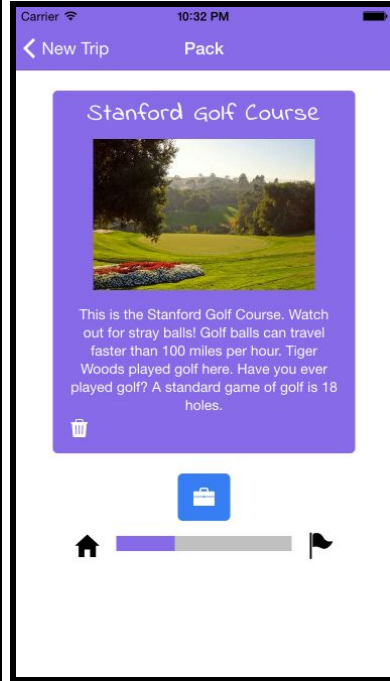 Carrier 10:32 PM
New Trip Pack
Stanford Golf Course
This is the Stanford Golf Course. Watch
out for stray balls! Golf balls can travel
faster than 100 miles per hour. Tiger
Woods played golf here. Have you ever
played golf? A standard game of golf is 18
holes.